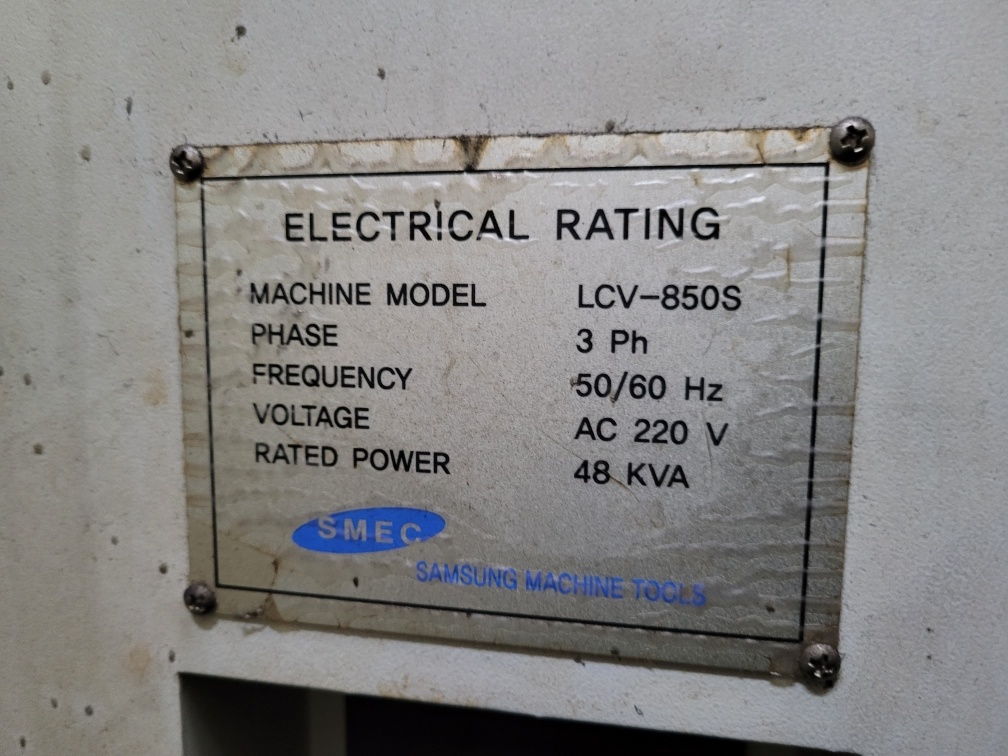 ELECTRICAL RATING
MACHINE MODEL LCV-850S
PHASE 3 Ph
FREQUENCY 50/60 Hz
VOLTAGE AC 220 V
RATED POWER 48 KVA
SMEC
SAMSUNG MACHINE TOOLS